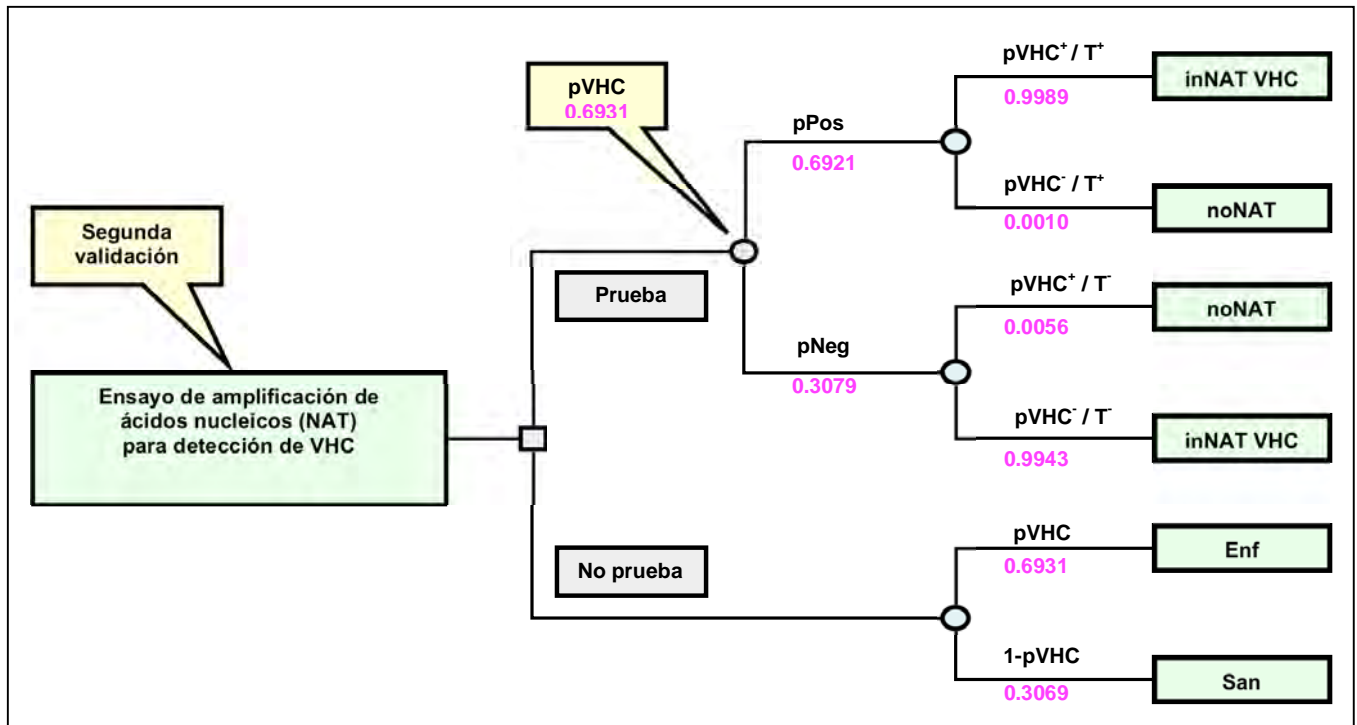 pVHC⁺ / T⁺
0.9989
inNAT VHC
pVHC
0.6931
pPos
0.6921
pVHC⁻ / T⁺
0.0010
noNAT
Segunda
validación
Prueba
pVHC⁺ / T⁻
0.0056
noNAT
pNeg
0.3079
Ensayo de amplificación de
ácidos nucleicos (NAT)
para detección de VHC
pVHC⁻ / T⁻
0.9943
inNAT VHC
No prueba
pVHC
0.6931
Enf
1-pVHC
0.3069
San